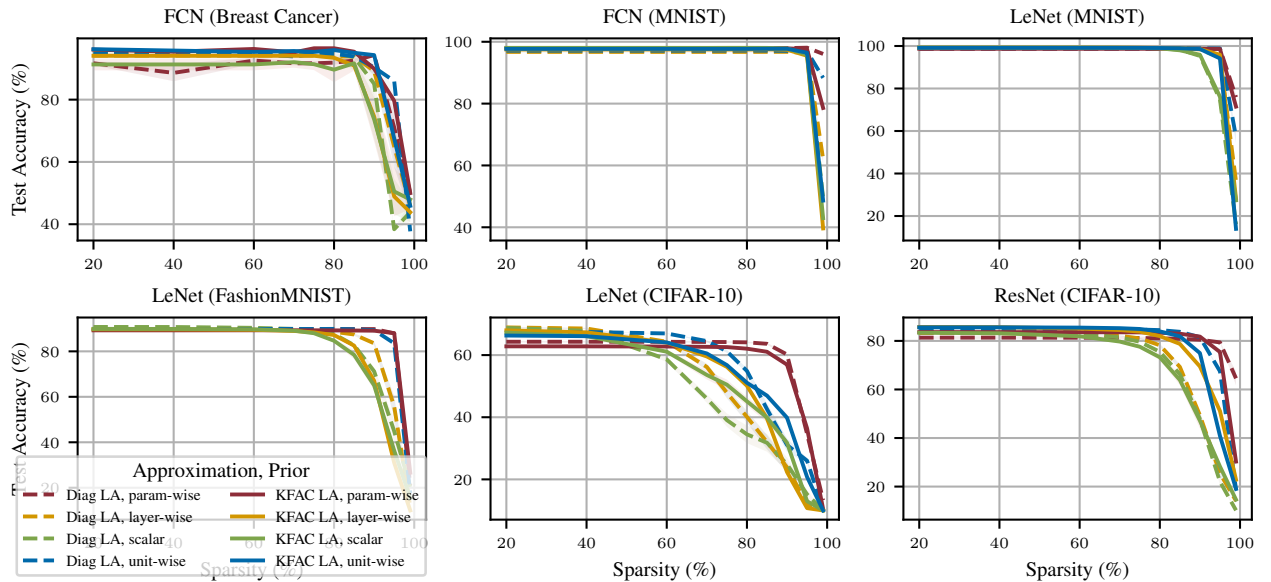 FCN (Breast Cancer)
FCN (MNIST)
LeNet (MNIST)
Test Accuracy (%)
80
60
40
20 40 60 80 100
100
80
60
40
20 40 60 80 100
100
80
60
40
20
20 40 60 80 100
LeNet (FashionMNIST)
LeNet (CIFAR-10)
ResNet (CIFAR-10)
Test Accuracy (%)
80
60
40
20 40 60 80 100
Sparsity (%)
60
40
20
20 40 60 80 100
Sparsity (%)
80
60
40
20
20 40 60 80 100
Sparsity (%)
Approximation, Prior
Diag LA, param-wise
Diag LA, layer-wise
Diag LA, scalar
Diag LA, unit-wise
KFAC LA, param-wise
KFAC LA, layer-wise
KFAC LA, scalar
KFAC LA, unit-wise